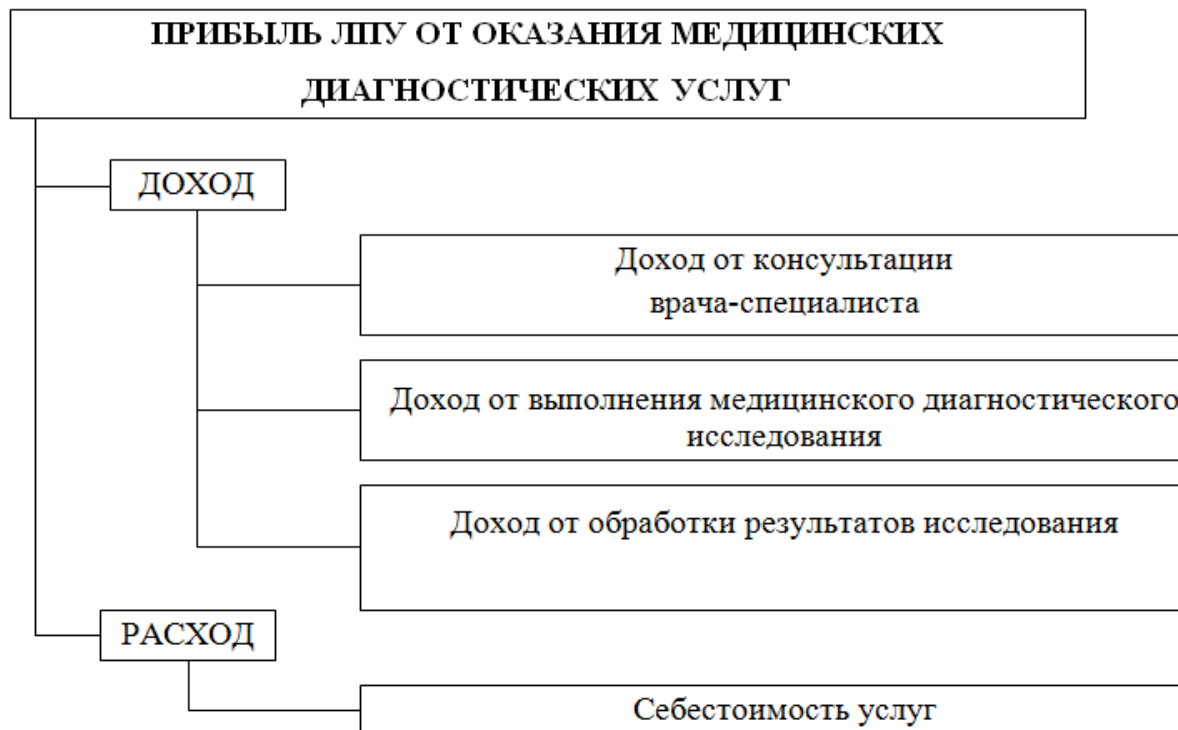 ПРИБЫЛЬ ЛПУ ОТ ОКАЗАНИЯ МЕДИЦИНСКИХ
ДИАГНОСТИЧЕСКИХ УСЛУГ
ДОХОД
Доход от консультации
врача-специалиста
Доход от выполнения медицинского диагностического
исследования
Доход от обработки результатов исследования
РАСХОД
Себестоимость услуг